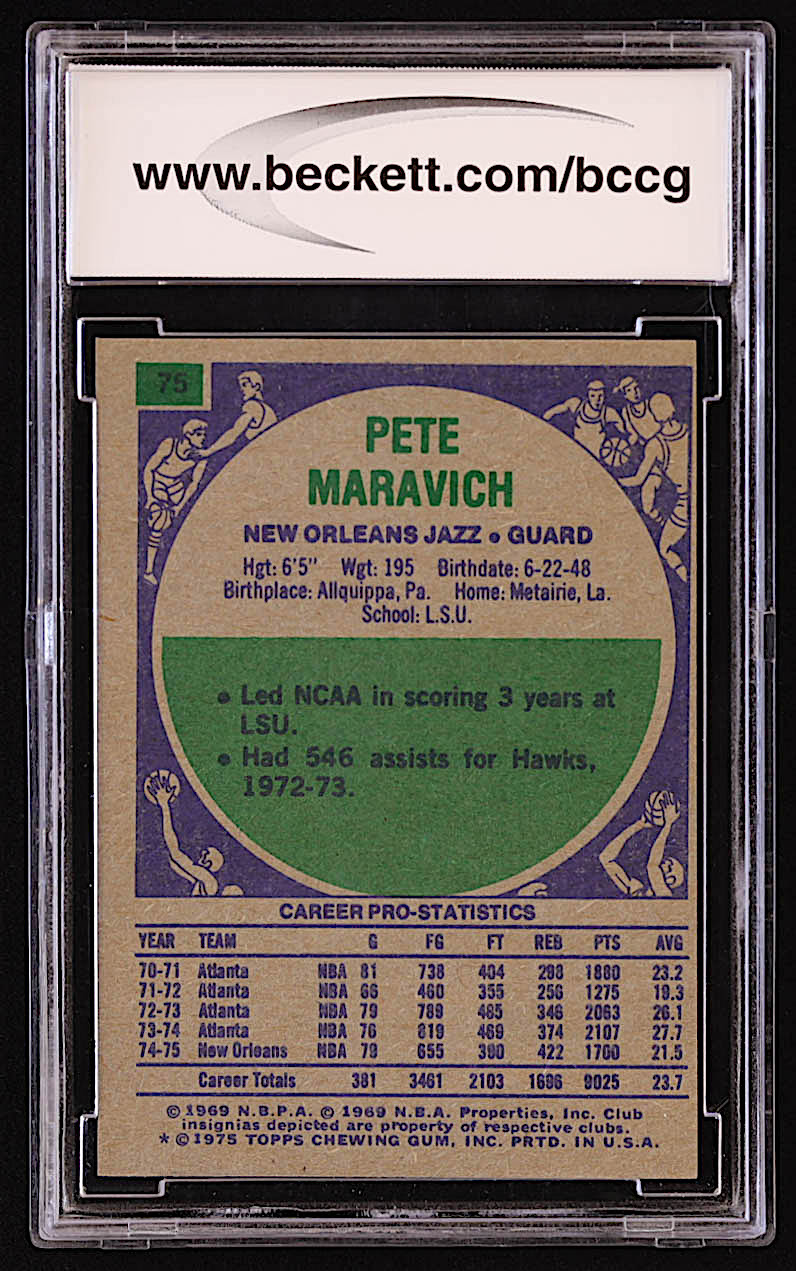 www.beckett.com/bccg
75
PETE
MARAVICH
NEW ORLEANS JAZZ • GUARD
Hgt: 6'5" Wgt: 195 Birthdate: 6-22-48
Birthplace: Aliquippa, Pa. Home: Metairie, La.
School: L.S.U.
• Led NCAA in scoring 3 years at
LSU.
• Had 546 assists for Hawks,
1972-73.
CAREER PRO-STATISTICS
YEAR TEAM G FG FT REB PTS AVG
70-71 Atlanta NBA 81 738 404 298 1880 23.2
71-72 Atlanta NBA 66 460 355 256 1275 19.3
72-73 Atlanta NBA 79 789 485 346 2063 26.1
73-74 Atlanta NBA 76 819 469 374 2107 27.7
74-75 New Orleans NBA 79 655 390 422 1700 21.5
Career Totals 381 3461 2103 1696 9025 23.7
© 1969 N.B.P.A. © 1969 N.B.A. Properties, Inc. Club
insignias depicted are property of respective clubs.
* © 1975 TOPPS CHEWING GUM, INC. PRTD. IN U.S.A.